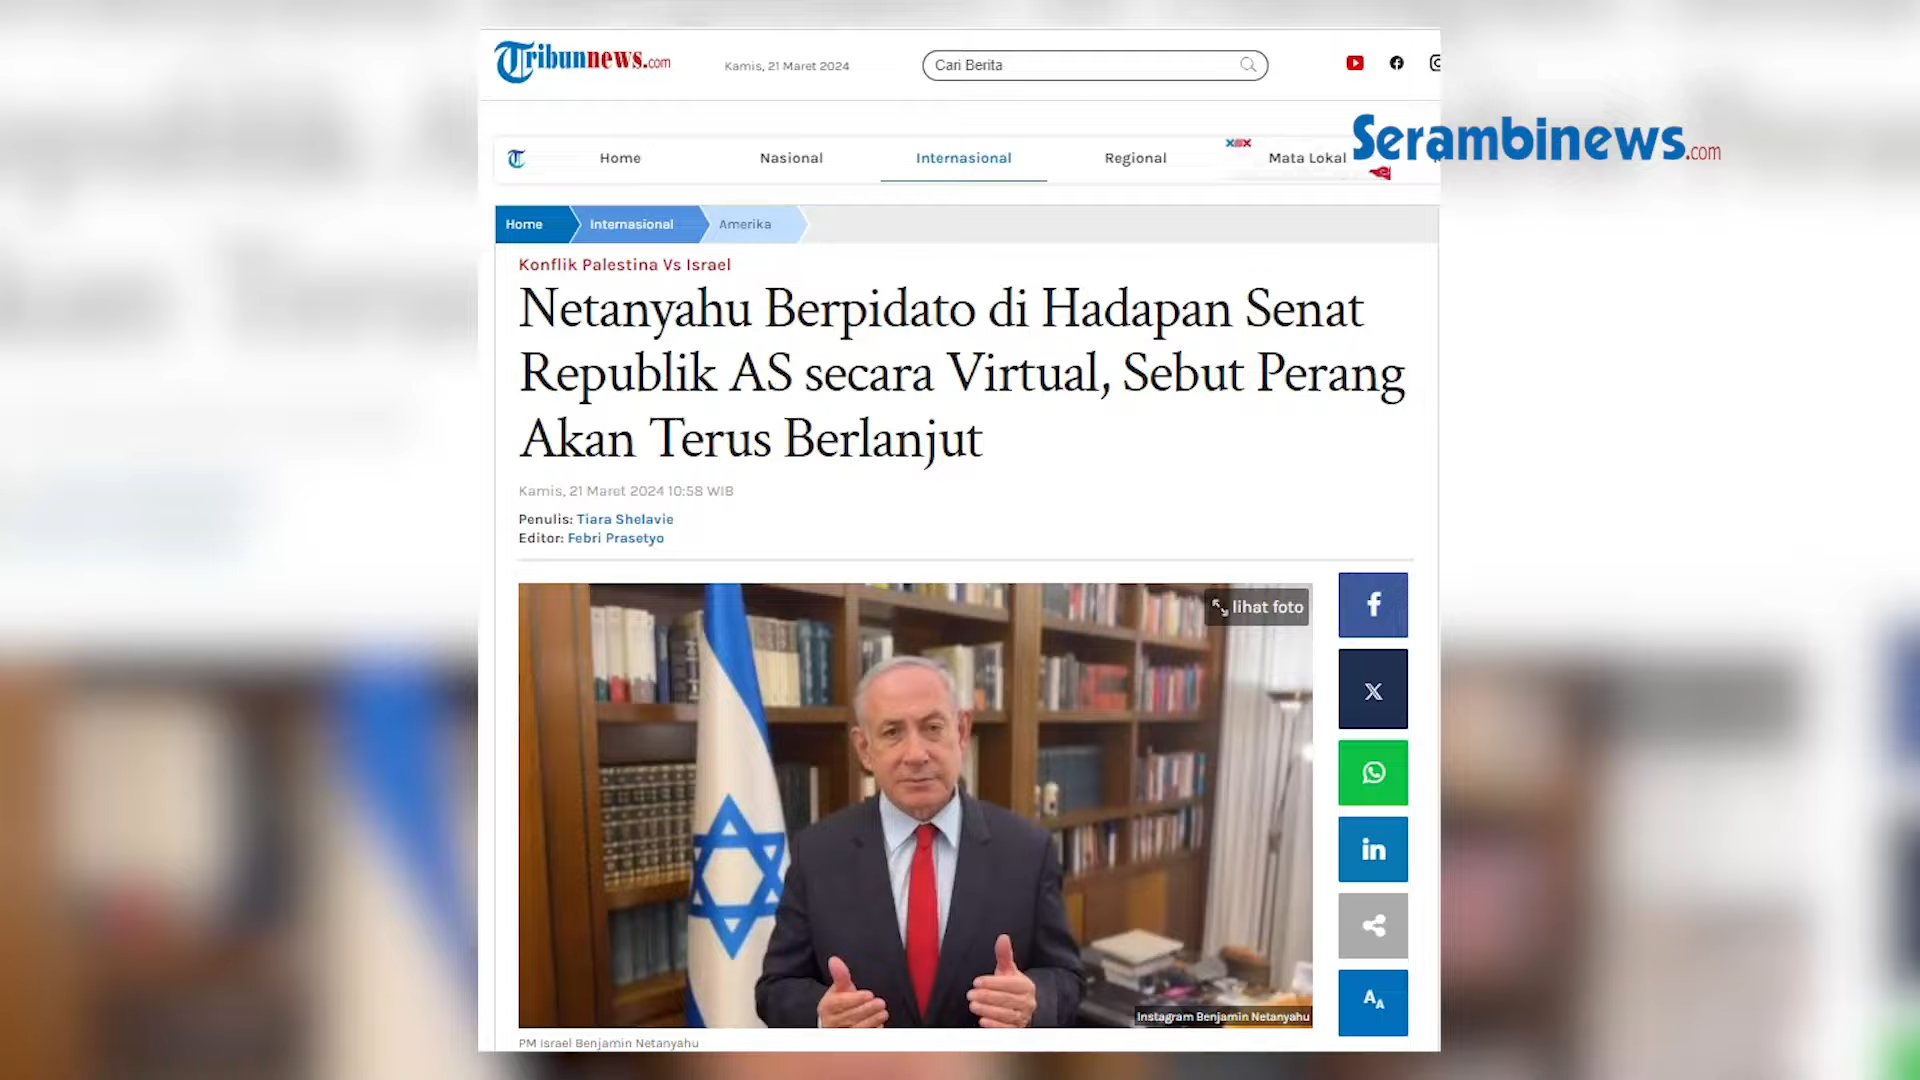 Tribunnews.com
Kamis, 21 Maret 2024
Cari Berita
Serambinews.com
Home
Nasional
Internasional
Regional
Mata Lokal
Home
Internasional
Amerika
Konflik Palestina Vs Israel
Netanyahu Berpidato di Hadapan Senat
Republik AS secara Virtual, Sebut Perang
Akan Terus Berlanjut
Kamis, 21 Maret 2024 10:58 WIB
Penulis: Tiara Shelavie
Editor: Febri Prasetyo
lihat foto
Instagram Benjamin Netanyahu
PM Israel Benjamin Netanyahu